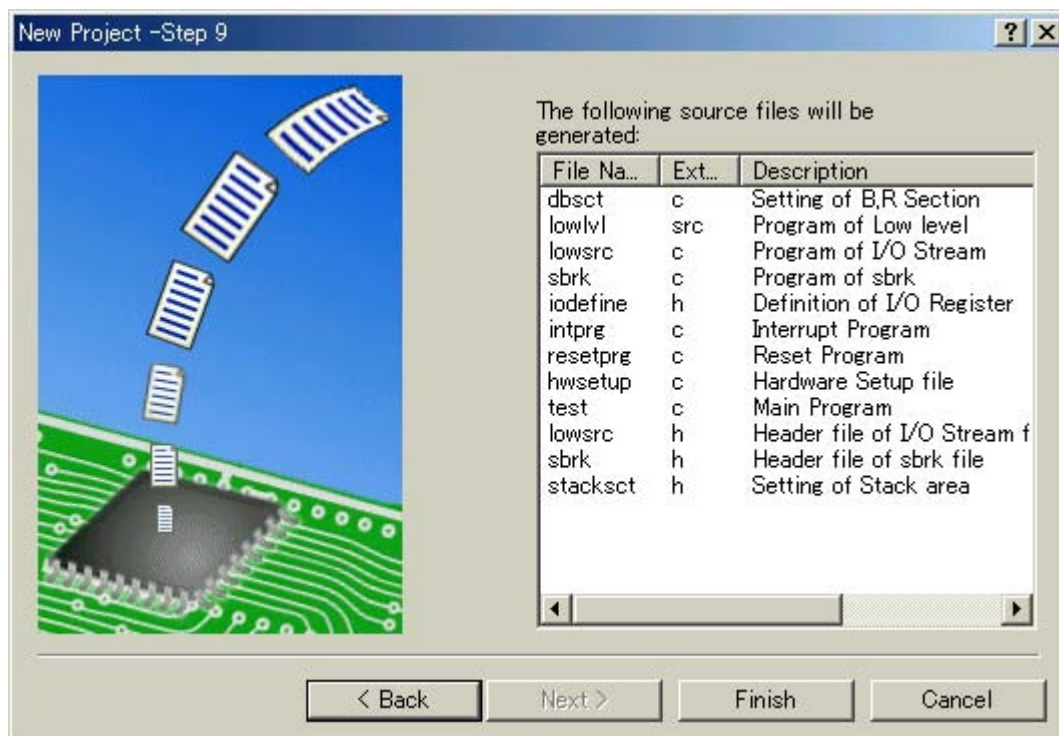 New Project -Step 9
The following source files will be
generated:
File Na... Ext... Description
dbsct c Setting of B,R Section
lowlvl src Program of Low level
lowsrc c Program of I/O Stream
sbrk c Program of sbrk
iodefine h Definition of I/O Register
intprg c Interrupt Program
resetprg c Reset Program
hwsetup c Hardware Setup file
test c Main Program
lowsrc h Header file of I/O Stream f
sbrk h Header file of sbrk file
stacksct h Setting of Stack area
< Back Next > Finish Cancel